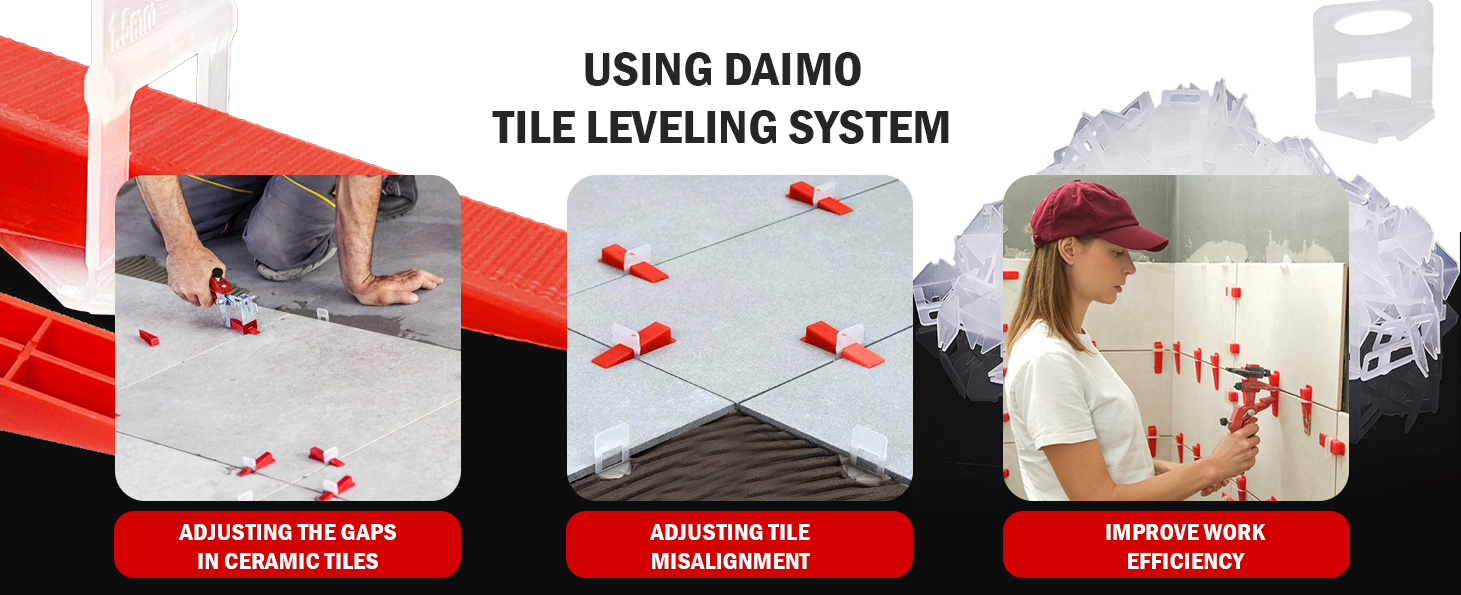 USING DAIMO
TILE LEVELING SYSTEM
ADJUSTING THE GAPS
IN CERAMIC TILES
ADJUSTING TILE
MISALIGNMENT
IMPROVE WORK
EFFICIENCY